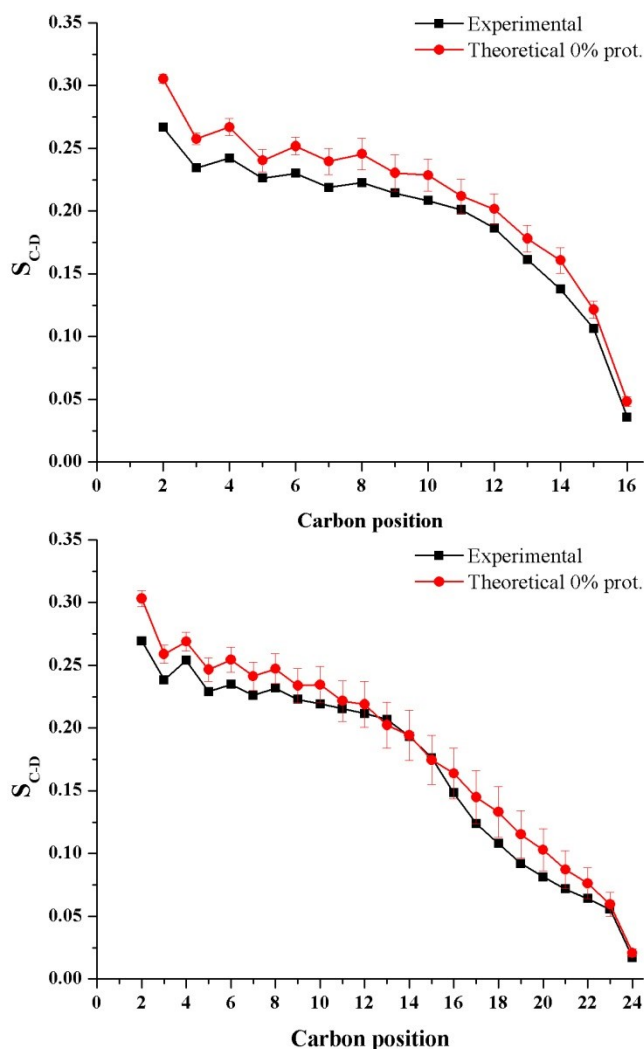 0.35
0.30
0.25
0.20
0.15
0.10
0.05
0.00
S C-D
Experimental
Theoretical 0% prot.
0 2 4 6 8 10 12 14 16
Carbon position
0.35
0.30
0.25
0.20
0.15
0.10
0.05
0.00
S C-D
Experimental
Theoretical 0% prot.
0 2 4 6 8 10 12 14 16 18 20 22 24
Carbon position